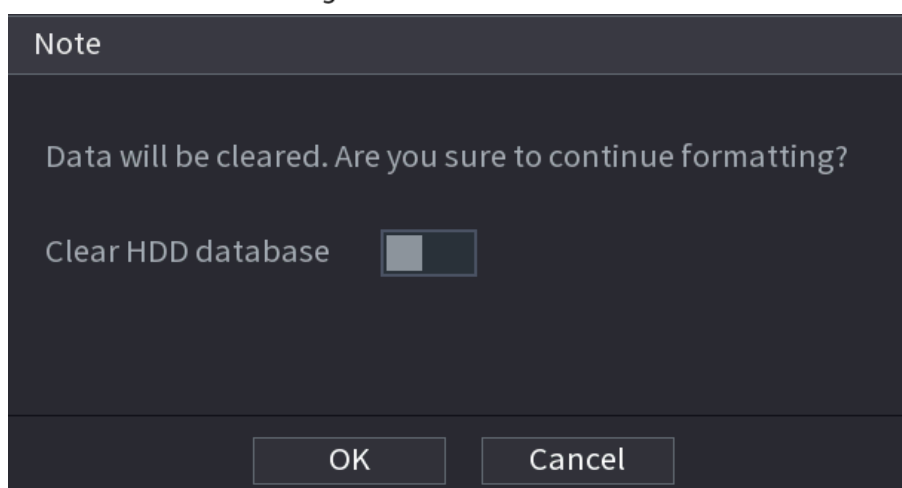 Note
Data will be cleared. Are you sure to continue formatting?
Clear HDD database
OK Cancel